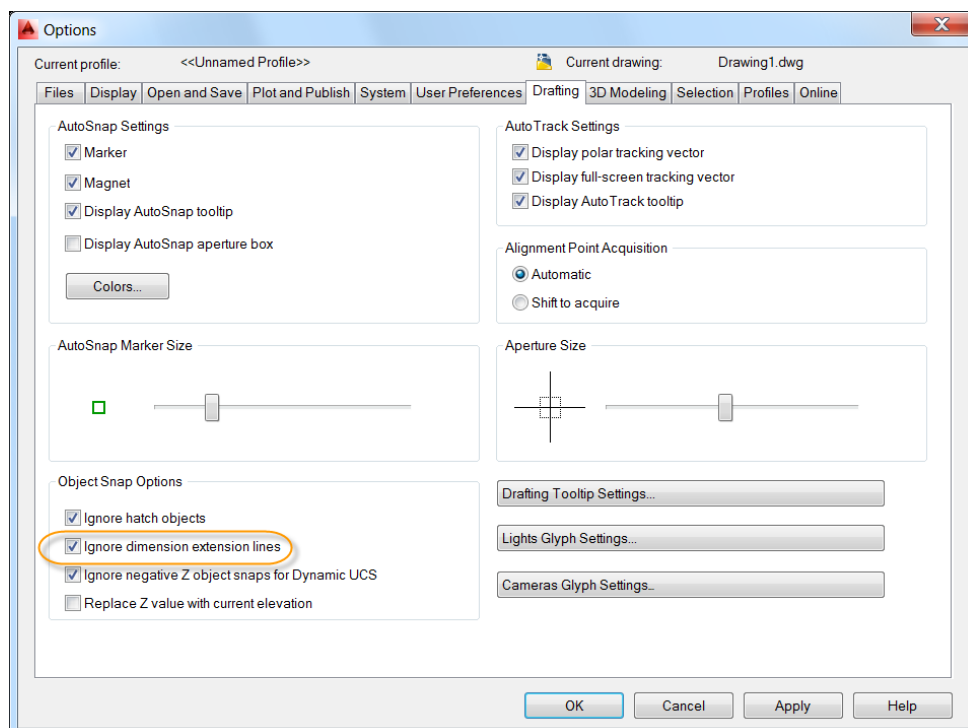 Options
Current profile: <<Unnamed Profile>> Current drawing: Drawing1.dwg
Files Display Open and Save Plot and Publish System User Preferences Drafting 3D Modeling Selection Profiles Online
AutoSnap Settings
Marker
Magnet
Display AutoSnap tooltip
Display AutoSnap aperture box
Colors...
AutoTrack Settings
Display polar tracking vector
Display full-screen tracking vector
Display AutoTrack tooltip
Alignment Point Acquisition
Automatic
Shift to acquire
AutoSnap Marker Size
Aperture Size
Object Snap Options
Ignore hatch objects
Ignore dimension extension lines
Ignore negative Z object snaps for Dynamic UCS
Replace Z value with current elevation
Drafting Tooltip Settings...
Lights Glyph Settings...
Cameras Glyph Settings...
OK Cancel Apply Help